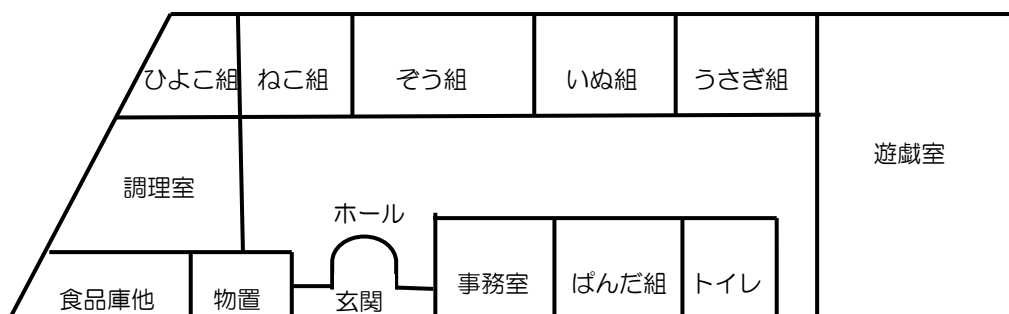 ひよこ組
ねこ組
ぞう組
いぬ組
うさぎ組
遊戯室
調理室
ホール
食品庫他
物置
玄関
事務室
ぱんだ組
トイレ